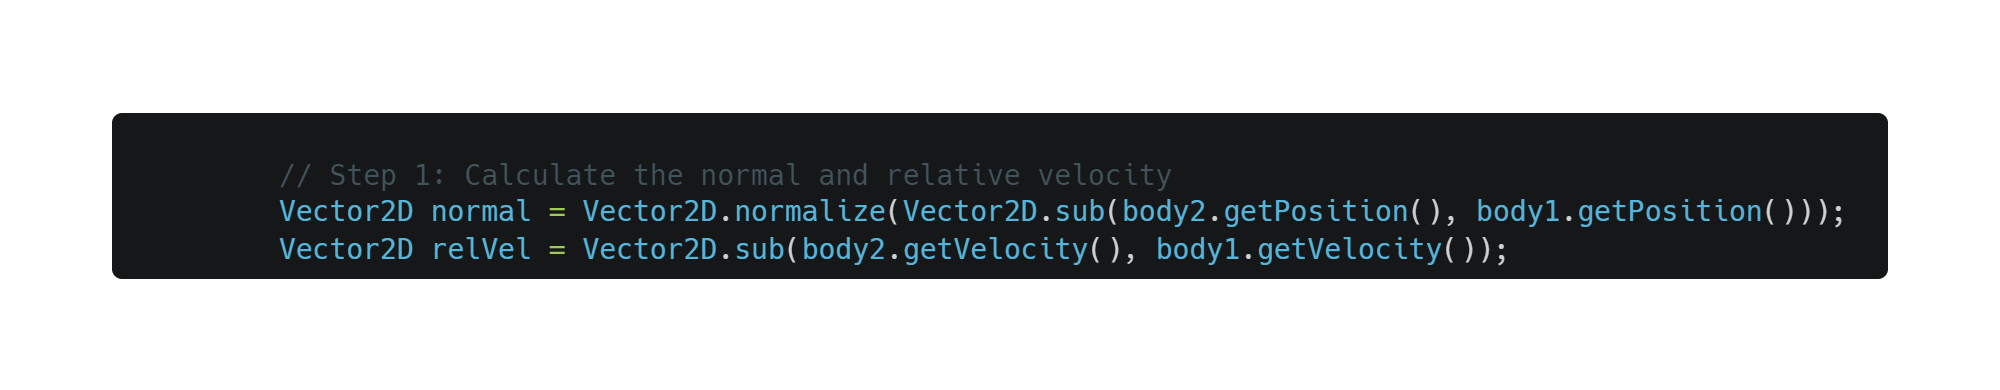 // Step 1: Calculate the normal and relative velocity
Vector2D normal = Vector2D.normalize(Vector2D.sub(body2.getPosition(), body1.getPosition()));
Vector2D relVel = Vector2D.sub(body2.getVelocity(), body1.getVelocity());